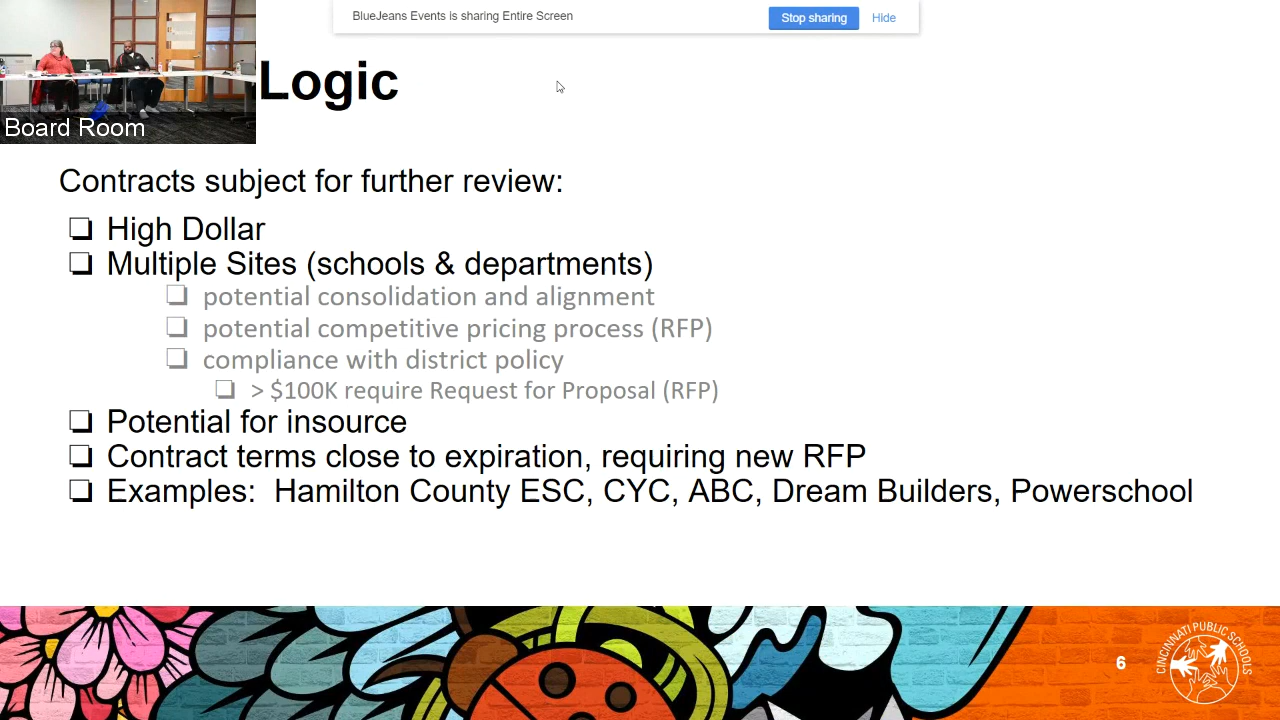 BlueJeans Events is sharing Entire Screen
Stop sharing
Hide
Board Room
Logic
Contracts subject for further review:
❏ High Dollar
❏ Multiple Sites (schools & departments)
❏ potential consolidation and alignment
❏ potential competitive pricing process (RFP)
❏ compliance with district policy
❏ > $100K require Request for Proposal (RFP)
❏ Potential for insource
❏ Contract terms close to expiration, requiring new RFP
❏ Examples: Hamilton County ESC, CYC, ABC, Dream Builders, Powerschool
6
CINCINNATI PUBLIC SCHOOLS